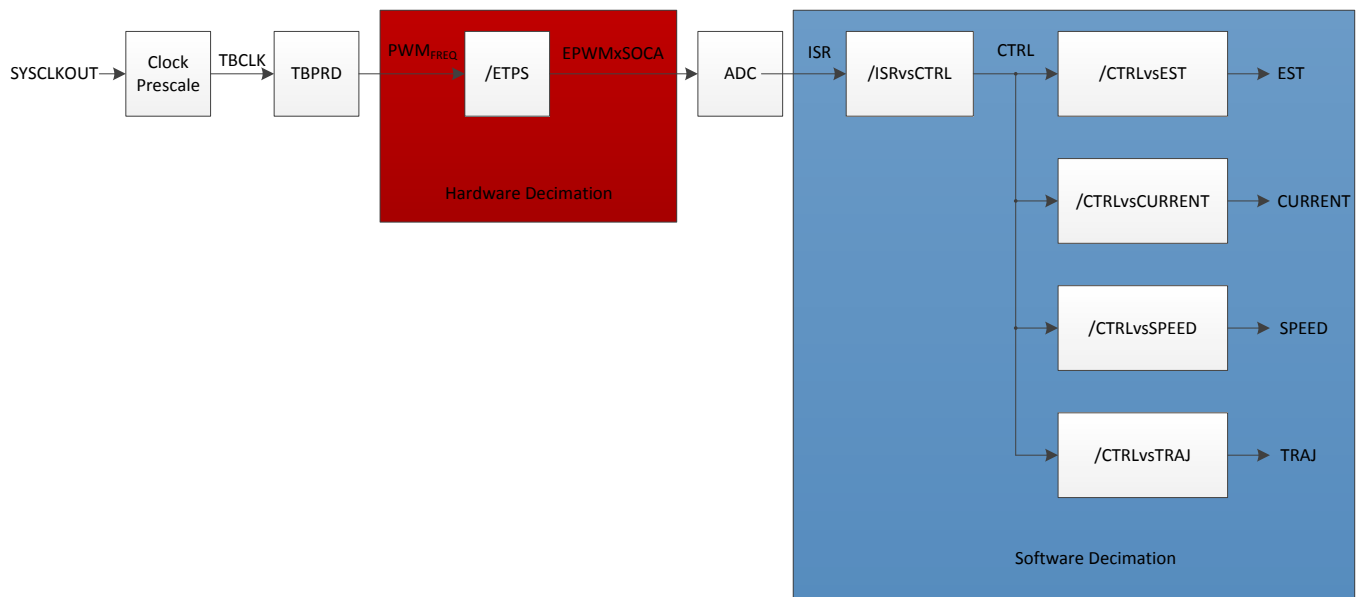 SYSCLKOUT
Clock
Prescale
TBCLK
TBPRD
PWMFREQ
/ETPS
EPWMxSOCA
Hardware Decimation
ADC
ISR
/ISRvsCTRL
CTRL
/CTRLvsEST
EST
/CTRLvsCURRENT
CURRENT
/CTRLvsSPEED
SPEED
/CTRLvsTRAJ
TRAJ
Software Decimation